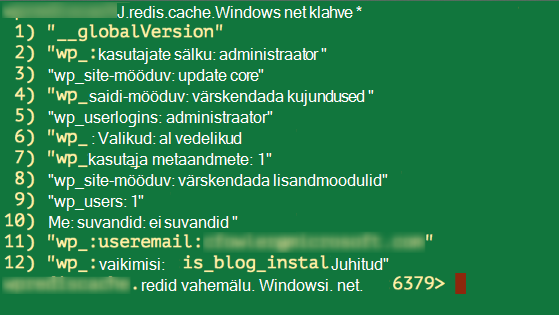 J.redis.cache.Windows net klahve *
1) "__globalVersion"
2) "wp_:kasutajate sälku: administraator "
3) "wp_site-mööduv: update core"
4) "wp_saidi-mööduv: värskendada kujundused "
5) "wp_userlogins: administraator"
6) "wp_ : Valikud: al vedelikud
7) "wp_kasutaja metaandmete: 1"
8) "wp_site-mööduv: värskendada lisandmoodulid"
9) "wp_users: 1"
10) Me: suvandid: ei suvandid "
11) "wp_:useremail: "
12) "wp_: vaikimisi: is_blog_instal Juhitud"
. redid vahemälu. Windowsi. net. 6379>